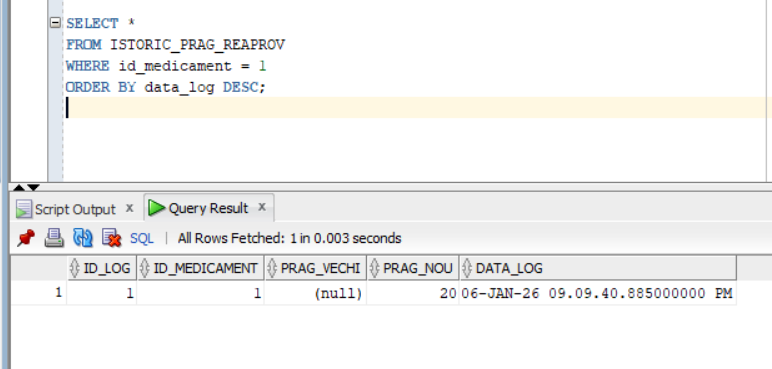 SELECT *
FROM ISTORIC_PRAG_REAPROV
WHERE id_medicament = 1
ORDER BY data_log DESC;
Script Output x Query Result x
SQL | All Rows Fetched: 1 in 0.003 seconds
ID_LOG ID_MEDICAMENT PRAG_VECHI PRAG_NOU DATA_LOG
1 1 1 (null) 20 06-JAN-26 09.09.40.885000000 PM